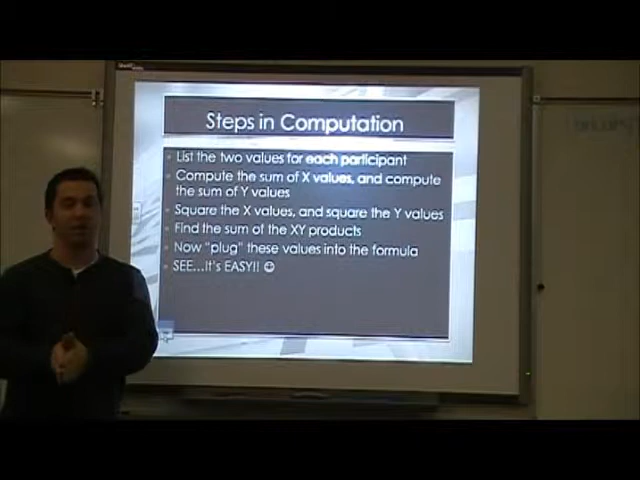 Steps in Computation
List the two values for each participant
Compute the sum of X values, and compute
the sum of Y values
Square the X values, and square the Y values
Find the sum of the XY products
Now "plug" these values into the formula
SEE...It's EASY!! ☺